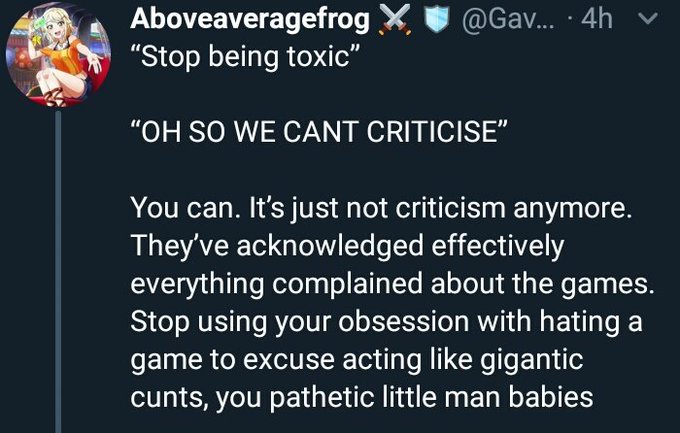 Aboveaveragefrog ⚔️ 🛡️ @Gav... · 4h
“Stop being toxic”
“OH SO WE CANT CRITICISE”
You can. It’s just not criticism anymore.
They’ve acknowledged effectively
everything complained about the games.
Stop using your obsession with hating a
game to excuse acting like gigantic
cunts, you pathetic little man babies